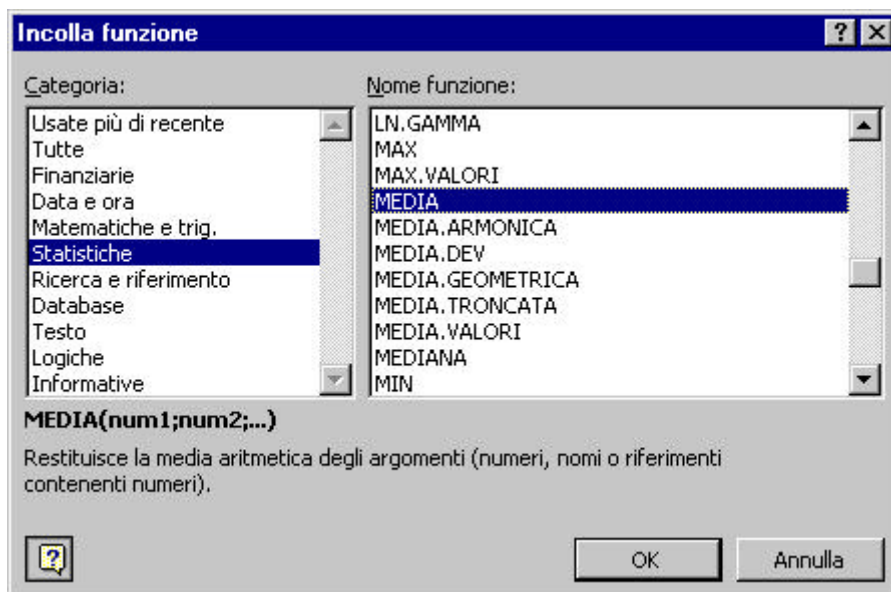 Incolla funzione
Categoria:
Usate più di recente
Tutte
Finanziarie
Data e ora
Matematiche e trig.
Statistiche
Ricerca e riferimento
Database
Testo
Logiche
Informative
Nome funzione:
LN.GAMMA
MAX
MAX.VALORI
MEDIA
MEDIA.ARMONICA
MEDIA.DEV
MEDIA.GEOMETRICA
MEDIA.TRONCATA
MEDIA.VALORI
MEDIANA
MIN
MEDIA(num1;num2;...)
Restituisce la media aritmetica degli argomenti (numeri, nomi o riferimenti
contenenti numeri).
OK
Annulla